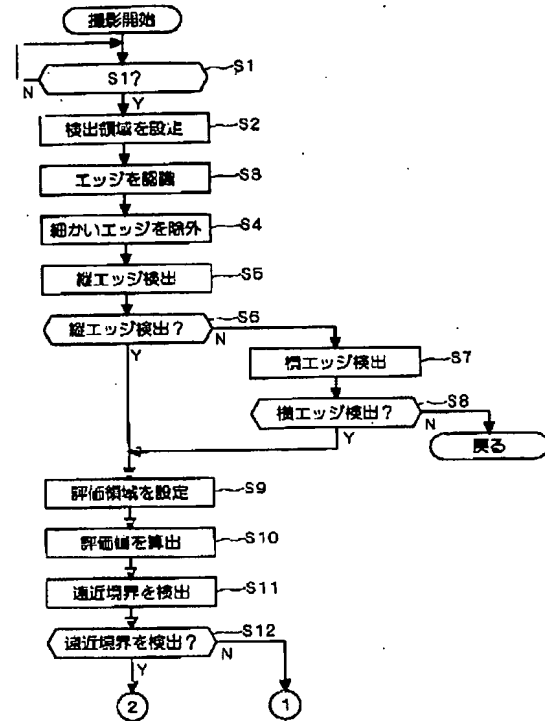 撮影開始
S1?
S1
N
Y
検出領域を設定
S2
エッジを認識
S3
細かいエッジを除外
S4
縦エッジ検出
S5
縦エッジ検出?
S6
N
Y
横エッジ検出
S7
横エッジ検出?
S8
N
Y
戻る
評価領域を設定
S9
評価値を算出
S10
遠近境界を検出
S11
遠近境界を検出?
S12
N
Y
2
1